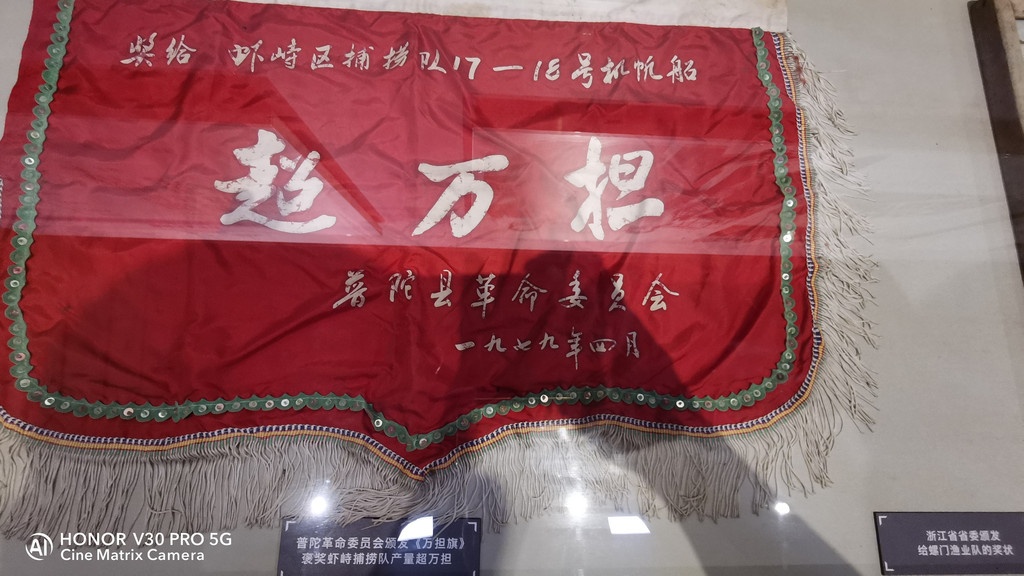 奖给 虾峙区捕捞队17一18号机帆船
超万担
普陀县革命委员会
一九七九年四月
普陀革命委员会颁发《万担旗》
褒奖虾峙捕捞队产量超万担
浙江省省委颁发
给螺门渔业队的奖状
HONOR V30 PRO 5G
Cine Matrix Camera